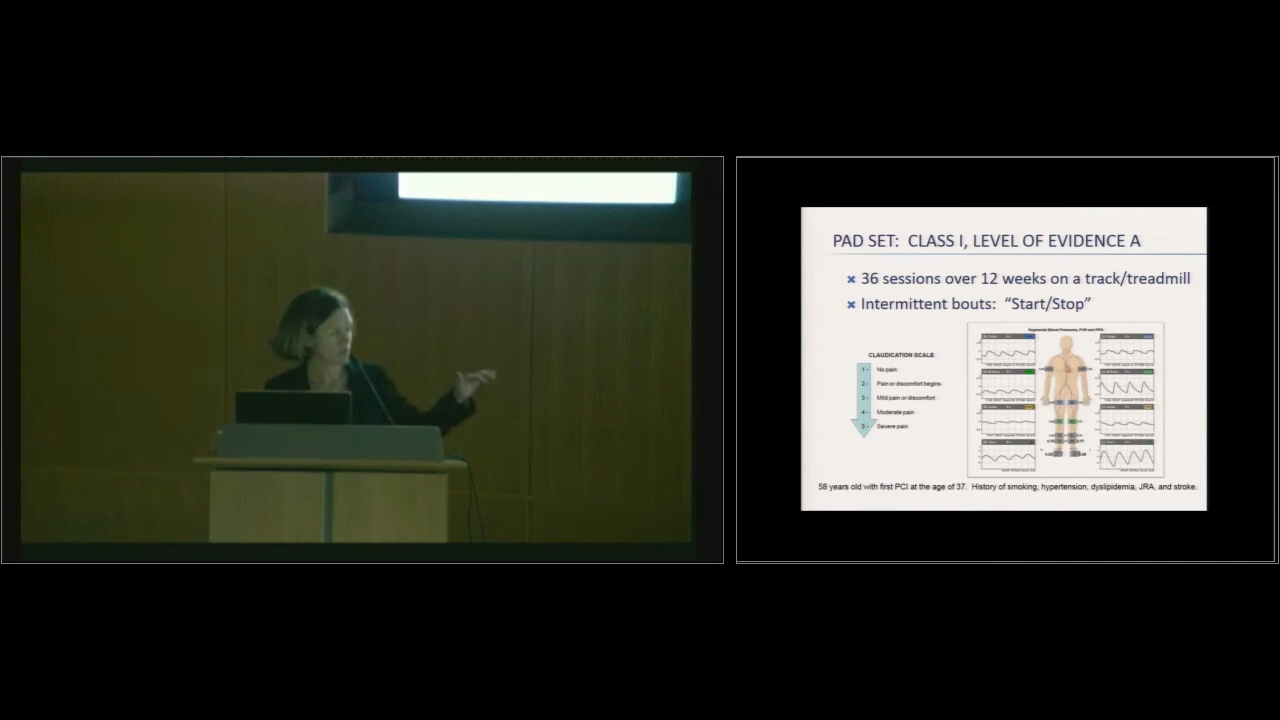 PAD SET: CLASS I, LEVEL OF EVIDENCE A
36 sessions over 12 weeks on a track/treadmill
Intermittent bouts: “Start/Stop”
Segmental Blood Pressures, PVR and PPG
CLAUDICATION SCALE
1 - No pain
2 - Pain or discomfort begins
3 - Mild pain or discomfort
4 - Moderate pain
5 - Severe pain
58 years old with first PCI at the age of 37. History of smoking, hypertension, dyslipidemia, JRA, and stroke.